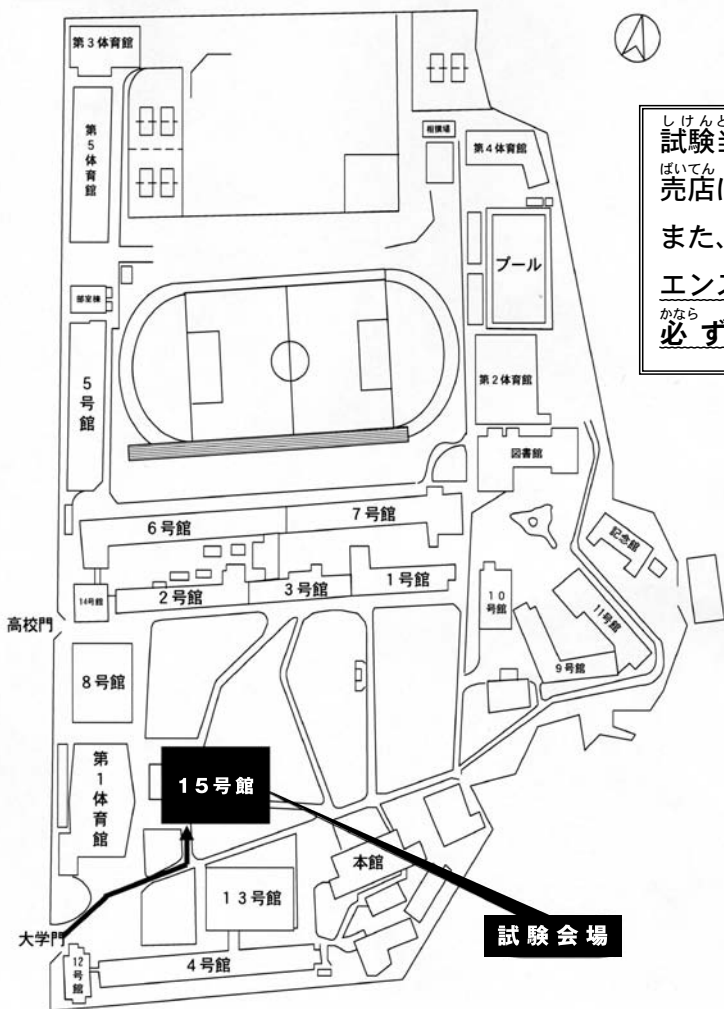 第3体育館
第5体育館
相撲場
第4体育館
しけんと
試験当
ばいてん
売店に
また、
エンス
かなら
必ず
プール
部室棟
5号館
第2体育館
図書館
6号館
7号館
記念館
14号館
2号館
3号館
1号館
10号館
11号館
9号館
高校門
8号館
第1体育館
15号館
本館
13号館
大学門
試験会場
12号館
4号館